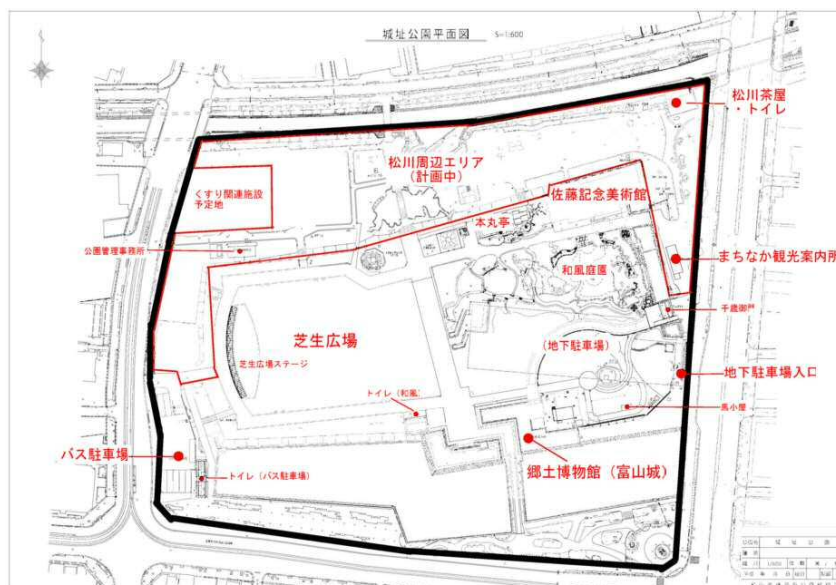 城址公園平面図 S=1:600
松川茶屋
・・トイレ
松川周辺エリア
(計画中)
くすり関連施設
予定地
佐藤記念美術館
本丸亭
公園管理事務所
まちなか観光案内所
和風庭園
千歳御門
芝生広場
(地下駐車場)
芝生広場ステージ
地下駐車場入口
トイレ(和風)
馬小屋
バス駐車場
郷土博物館(富山城)
トイレ(バス駐車場)